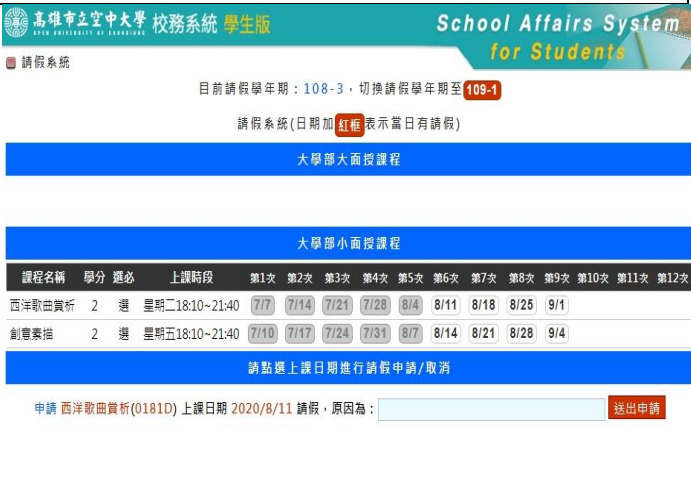 高雄市立空中大學 校務系統 學生版
OPEN UNIVERSITY OF KAOHSIUNG
School Affairs System
for Students
請假系統
目前請假學年期：108-3，切換請假學年期至109-1
請假系統(日期加紅框表示當日有請假)
大學部大面授課程
大學部小面授課程
課程名稱 學分 選必 上課時段 第1次 第2次 第3次 第4次 第5次 第6次 第7次 第8次 第9次 第10次 第11次 第12次
西洋歌曲賞析 2 選 星期二18:10~21:40 7/7 7/14 7/21 7/28 8/4 8/11 8/18 8/25 9/1
創意素描 2 選 星期五18:10~21:40 7/10 7/17 7/24 7/31 8/7 8/14 8/21 8/28 9/4
請點選上課日期進行請假申請/取消
申請 西洋歌曲賞析(0181D) 上課日期 2020/8/11 請假，原因為： 送出申請